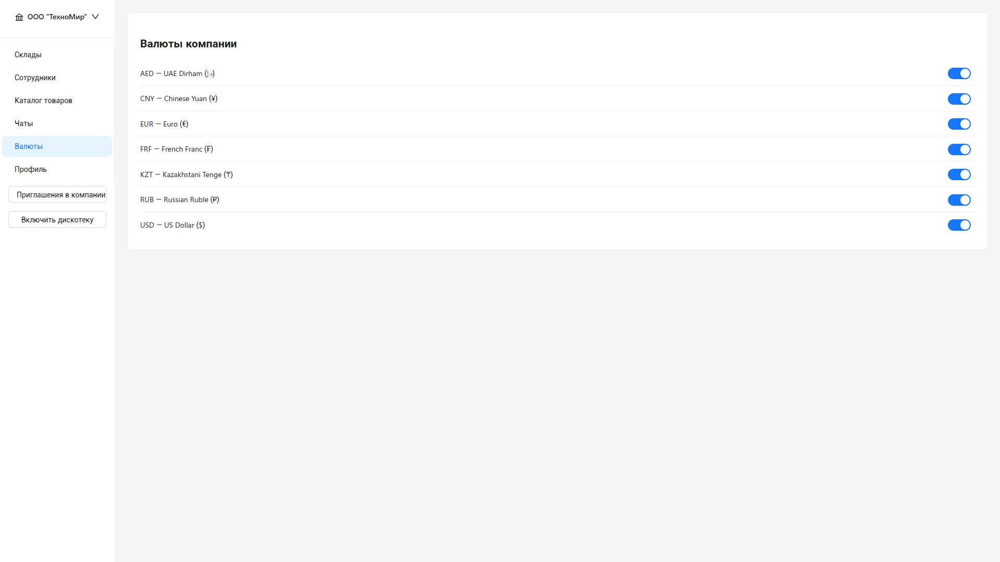 ООО "ТехноМир"
Склады
Сотрудники
Каталог товаров
Чаты
Валюты
Профиль
Приглашения в компании
Включить дискотеку
Валюты компании
AED — UAE Dirham (د.إ)
CNY — Chinese Yuan (¥)
EUR — Euro (€)
FRF — French Franc (₣)
KZT — Kazakhstani Tenge (₸)
RUB — Russian Ruble (₽)
USD — US Dollar ($)